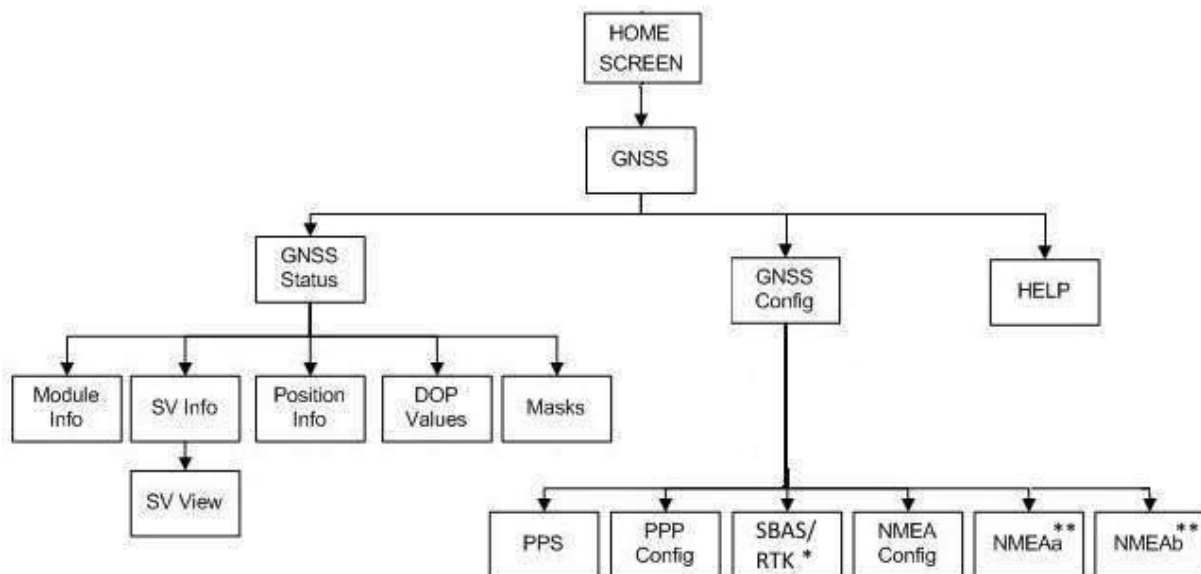 HOME
SCREEN
GNSS
GNSS
Status
GNSS
Config
HELP
Module
Info
SV Info
Position
Info
DOP
Values
Masks
SV View
PPS
PPP
Config
SBAS/
RTK *
NMEA
Config
NMEAa**
NMEAb**